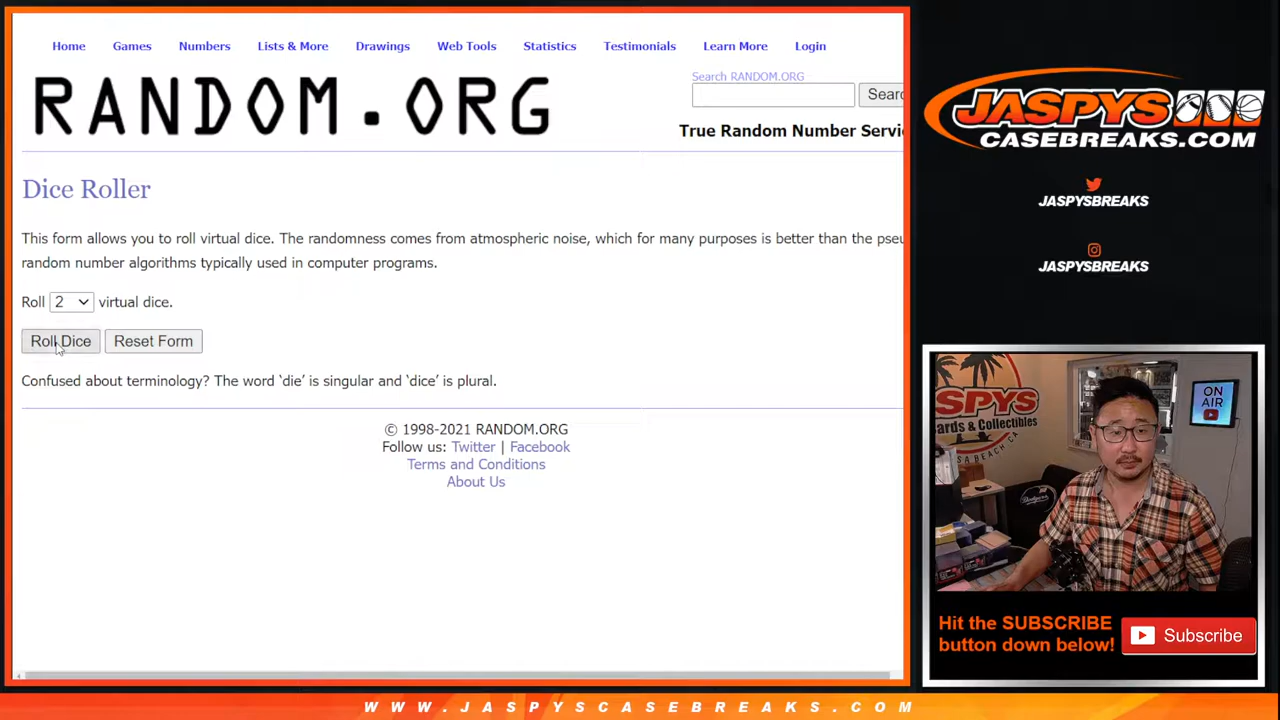 Home Games Numbers Lists & More Drawings Web Tools Statistics Testimonials Learn More Login
RANDOM.ORG
Search RANDOM.ORG
Searc
True Random Number Servi
Dice Roller
This form allows you to roll virtual dice. The randomness comes from atmospheric noise, which for many purposes is better than the pseu
random number algorithms typically used in computer programs.
Roll 2 virtual dice.
Roll Dice Reset Form
Confused about terminology? The word ‘die’ is singular and ‘dice’ is plural.
© 1998-2021 RANDOM.ORG
Follow us: Twitter | Facebook
Terms and Conditions
About Us
JASPYS
CASEBREAKS.COM
JASPYSBREAKS
JASPYSBREAKS
ON
AIR
Dodgers
Hit the SUBSCRIBE
button down below!
Subscribe
WWW.JASPYSCASEBREAKS.COM